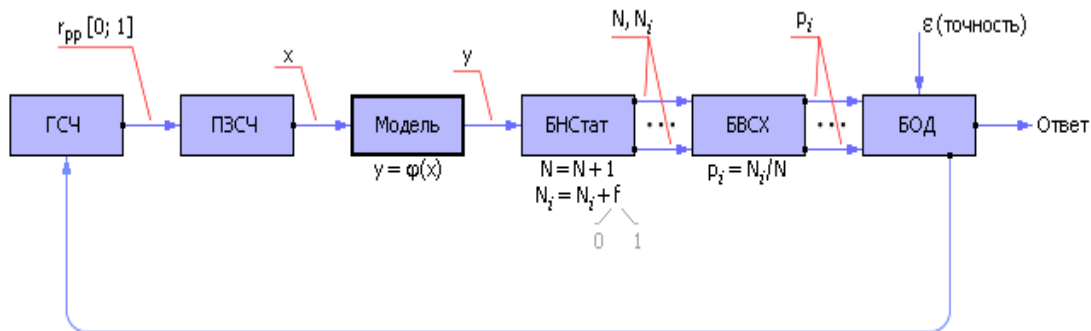 r_pp [0; 1]
x
y
N, N_i
p_i
ε (точность)
ГСЧ
ПЗСЧ
Модель
БНСтат
...
БВСХ
...
БОД
Ответ
y = φ(x)
N = N + 1
p_i = N_i/N
N_i = N_i + f
0 1